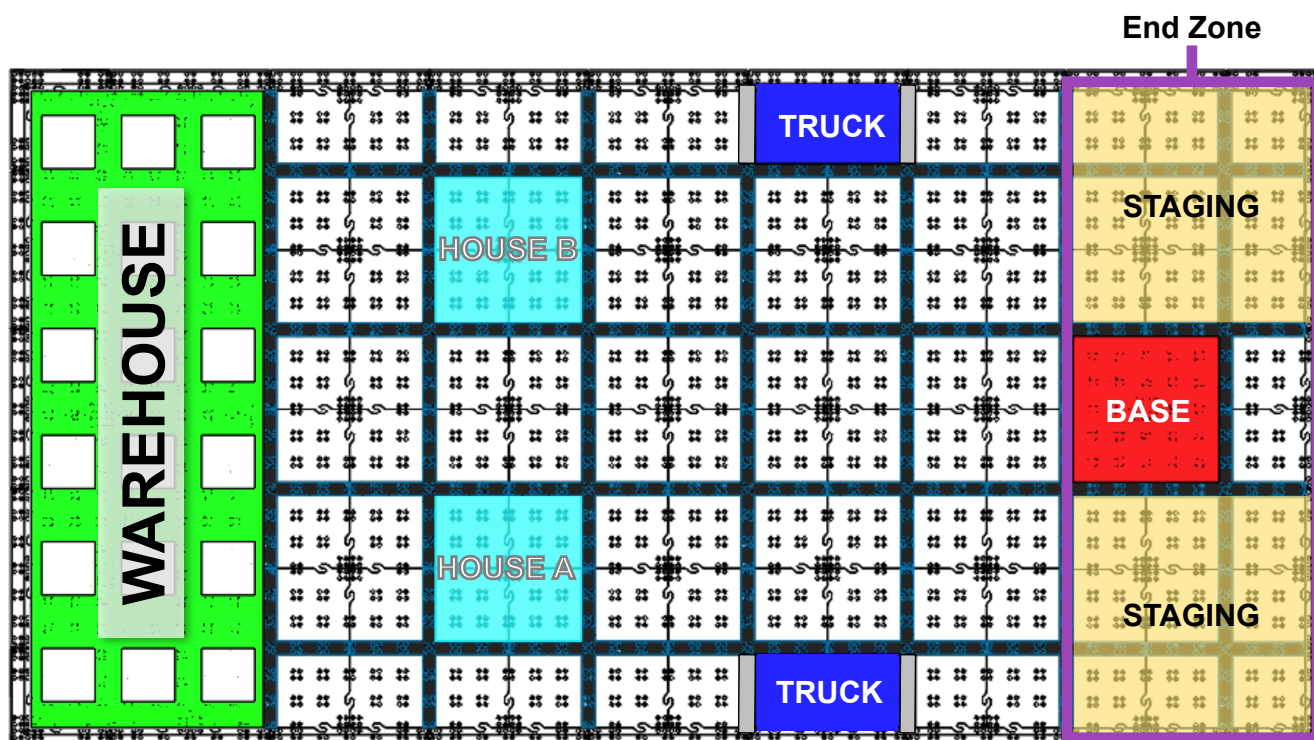 End Zone
TRUCK
STAGING
HOUSE B
WAREHOUSE
BASE
HOUSE A
STAGING
TRUCK